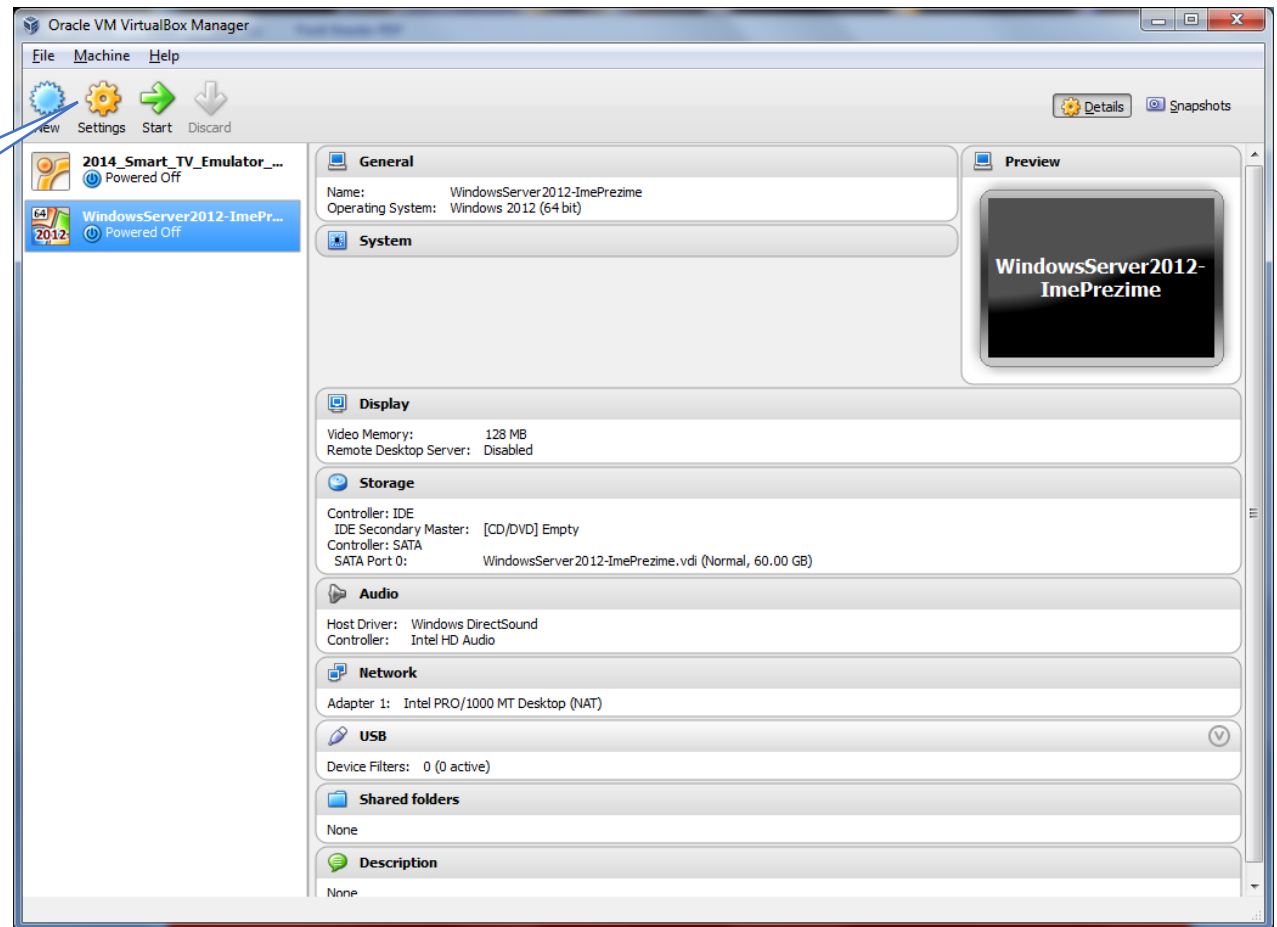 Oracle VM VirtualBox Manager
File Machine Help
New Settings Start Discard
Details Snapshots
2014_Smart_TV_Emulator_...
Powered Off
64
2012
WindowsServer2012-ImePr...
Powered Off
General
Name: WindowsServer2012-ImePrezime
Operating System: Windows 2012 (64 bit)
System
Preview
WindowsServer2012-
ImePrezime
Display
Video Memory: 128 MB
Remote Desktop Server: Disabled
Storage
Controller: IDE
IDE Secondary Master: [CD/DVD] Empty
Controller: SATA
SATA Port 0: WindowsServer2012-ImePrezime.vdi (Normal, 60.00 GB)
Audio
Host Driver: Windows DirectSound
Controller: Intel HD Audio
Network
Adapter 1: Intel PRO/1000 MT Desktop (NAT)
USB
Device Filters: 0 (0 active)
Shared folders
None
Description
None